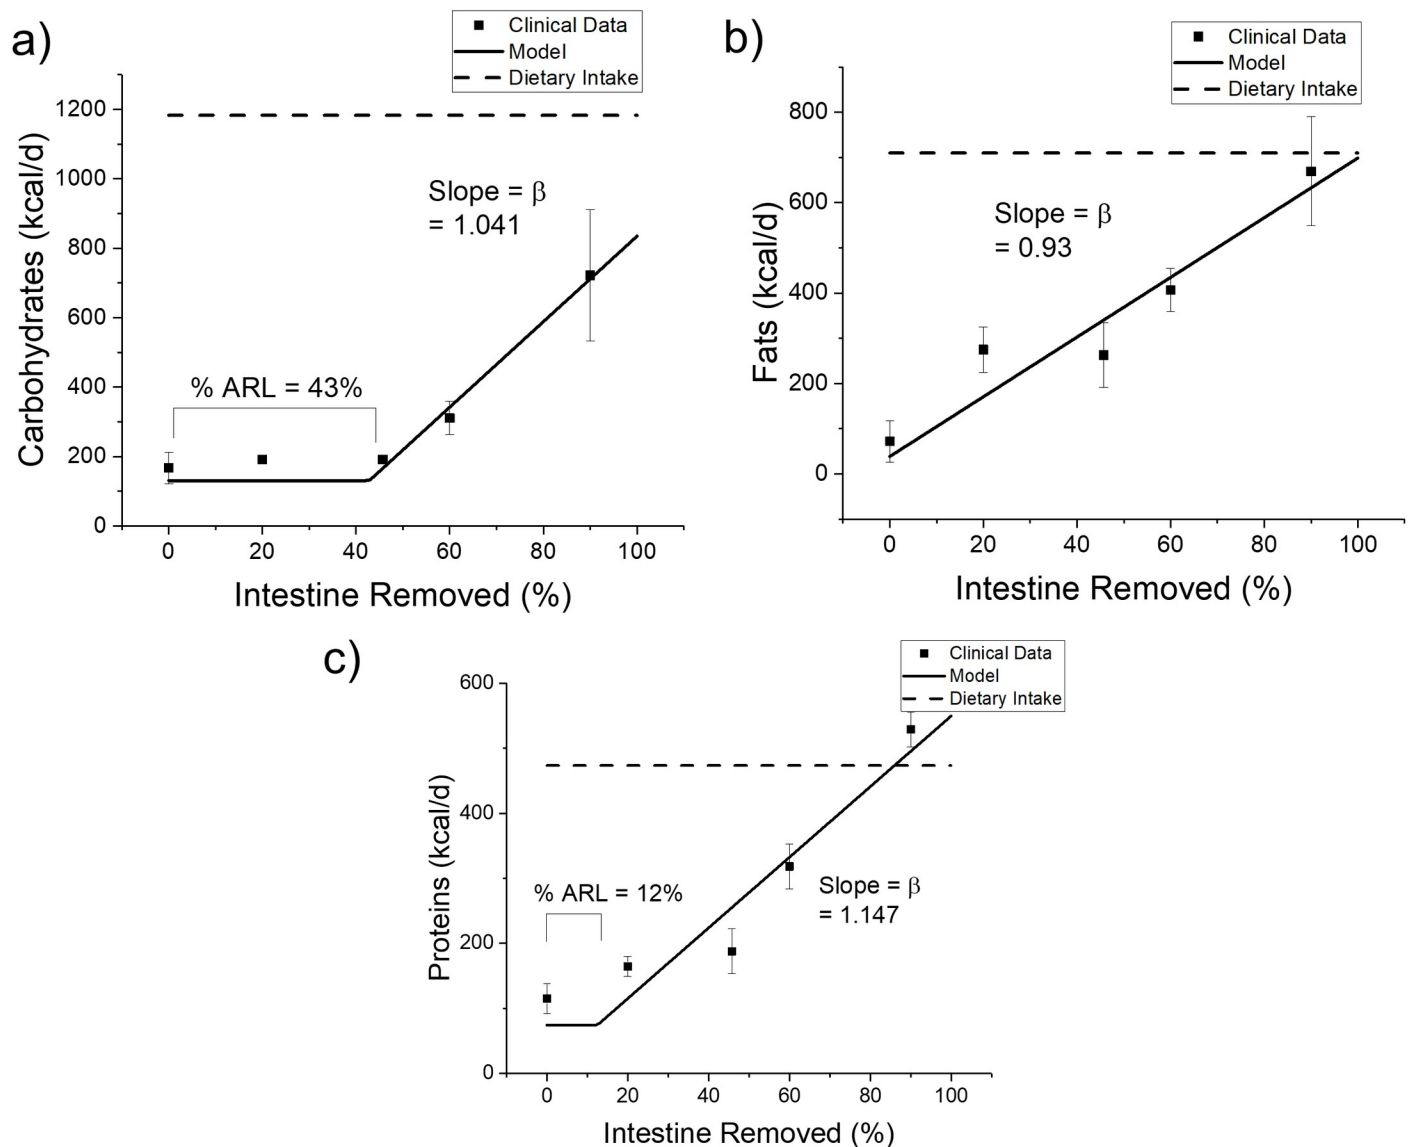 a)
Clinical Data
Model
Dietary Intake
Carbohydrates (kcal/d)
1200
1000
800
600
400
200
0
Slope = β
= 1.041
% ARL = 43%
0 20 40 60 80 100
Intestine Removed (%)
b)
Clinical Data
Model
Dietary Intake
Fats (kcal/d)
800
600
400
200
0
Slope = β
= 0.93
0 20 40 60 80 100
Intestine Removed (%)
c)
Clinical Data
Model
Dietary Intake
Proteins (kcal/d)
600
400
200
0
% ARL = 12%
Slope = β
= 1.147
0 20 40 60 80 100
Intestine Removed (%)